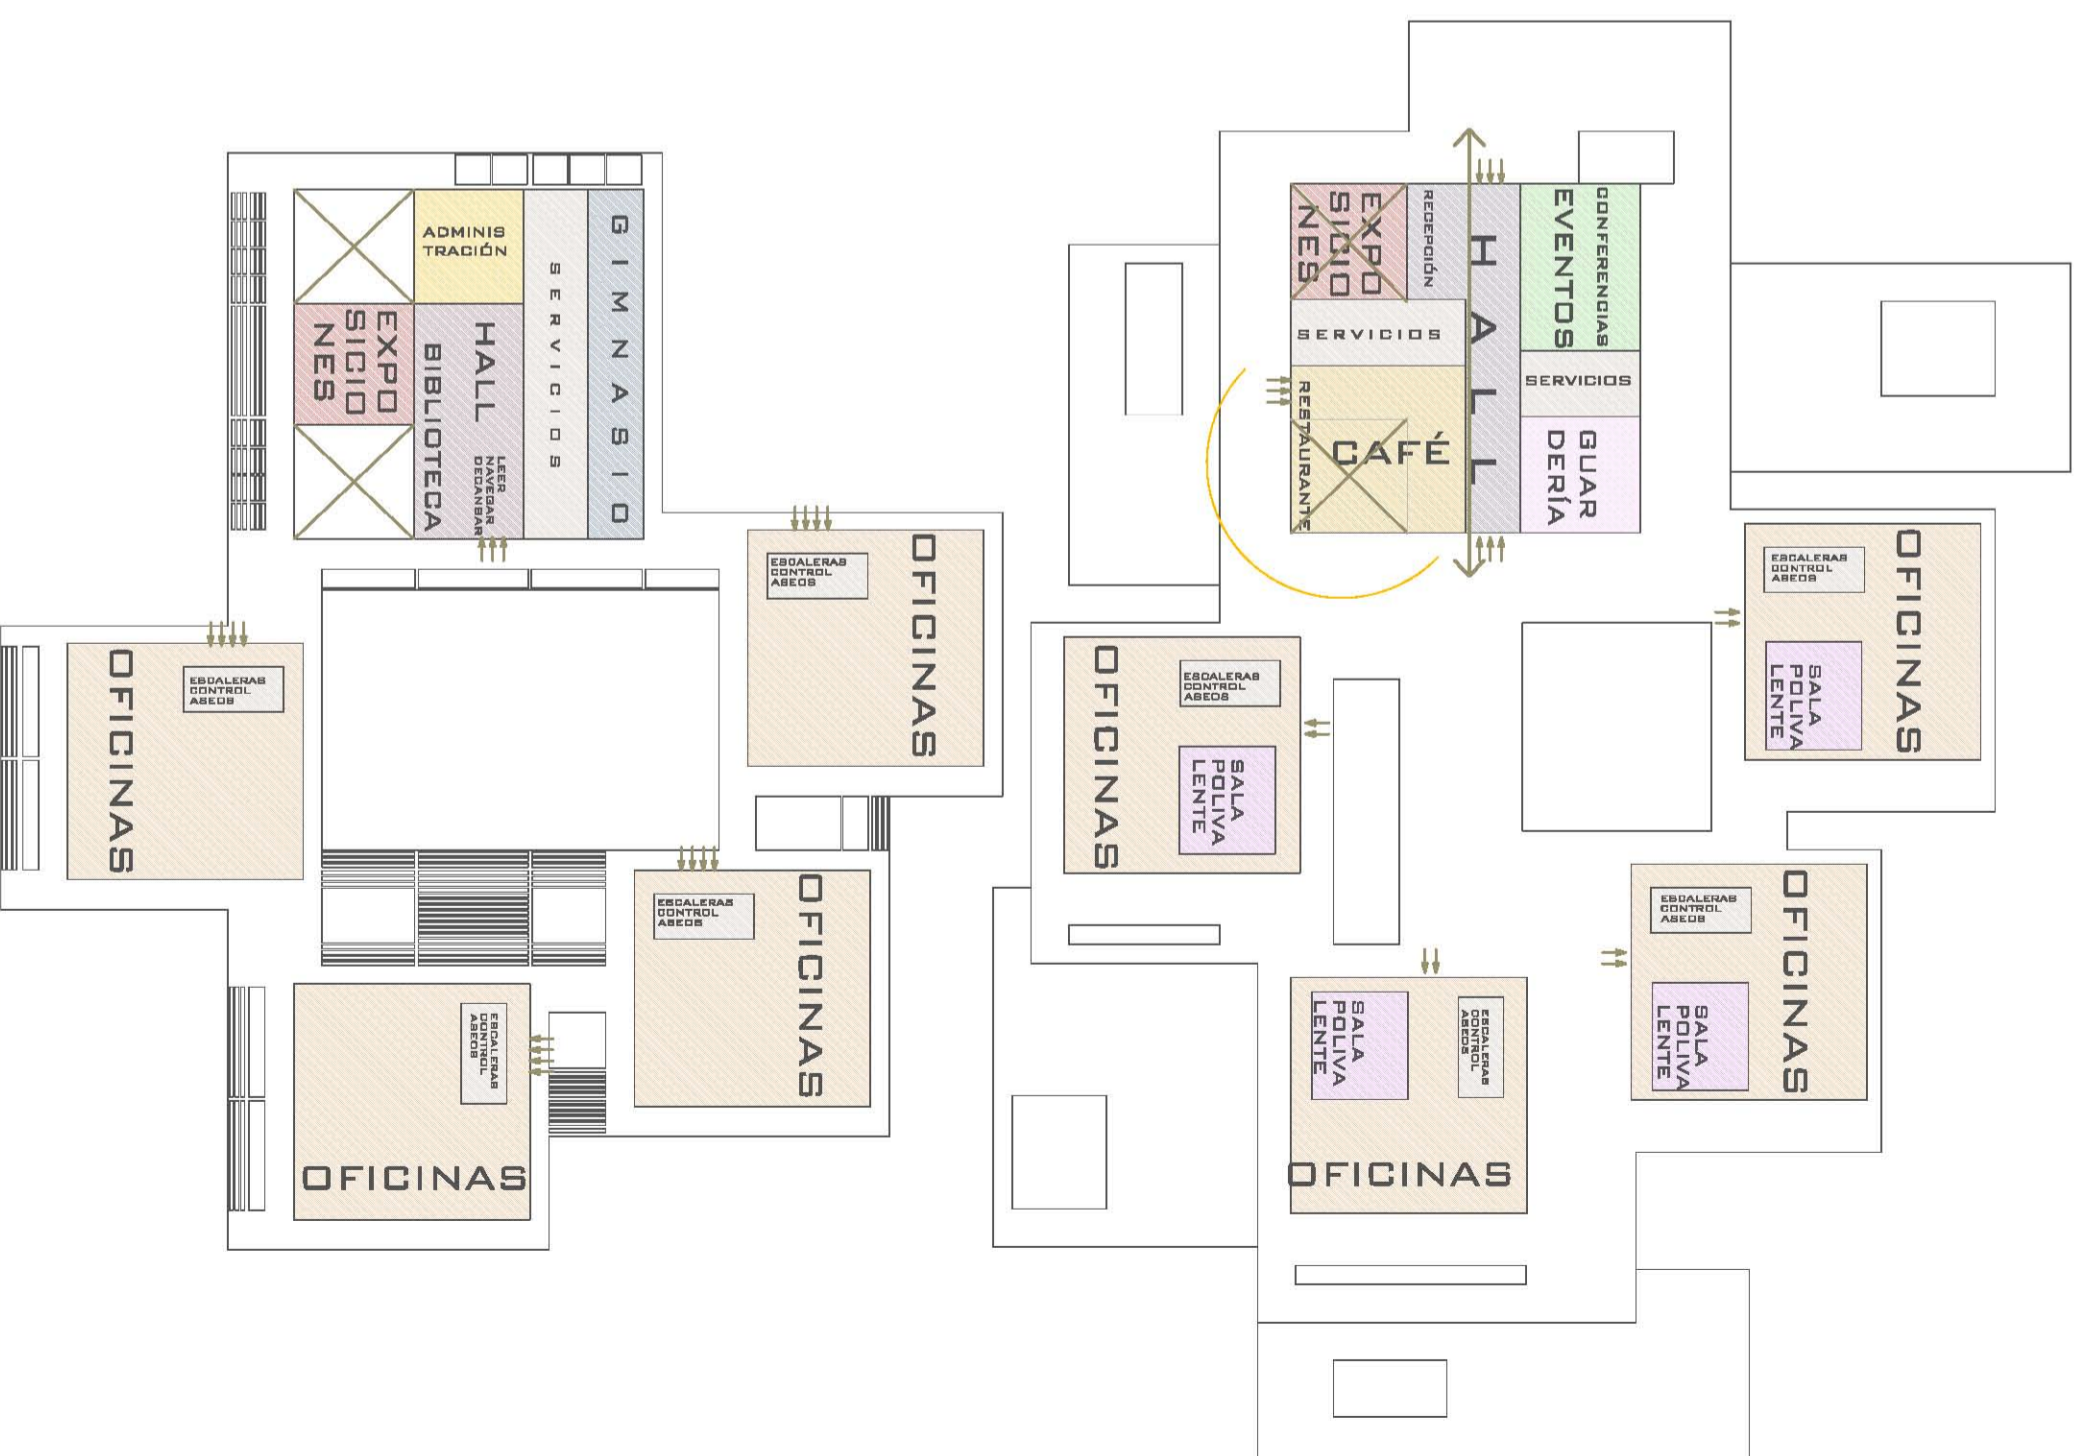 ADMINIS
TRACIÓN
EXPO
SICIO
NES
HALL
BIBLIOTECA
LEER
NAVEGAR
DECANBAR
SERVICIOS
GIMNASIO
OFICINAS
ESCALERAS
CONTROL
ASEOS
OFICINAS
ESCALERAS
CONTROL
ASEOS
OFICINAS
ESCALERAS
CONTROL
ASEOS
OFICINAS
ESCALERAS
CONTROL
ASEOS
EXPO
SICIO
NES
RECEPCIÓN
HALL
CONFERENCIAS
EVENTOS
SERVICIOS
SERVICIOS
RESTAURANTE
CAFÉ
GUAR
DERÍA
OFICINAS
ESCALERAS
CONTROL
ASEOS
SALA
POLIVA
LENTE
OFICINAS
ESCALERAS
CONTROL
ASEOS
SALA
POLIVA
LENTE
OFICINAS
ESCALERAS
CONTROL
ASEOS
SALA
POLIVA
LENTE
SALA
POLIVA
LENTE
ESCALERAS
CONTROL
ASEOS
OFICINAS